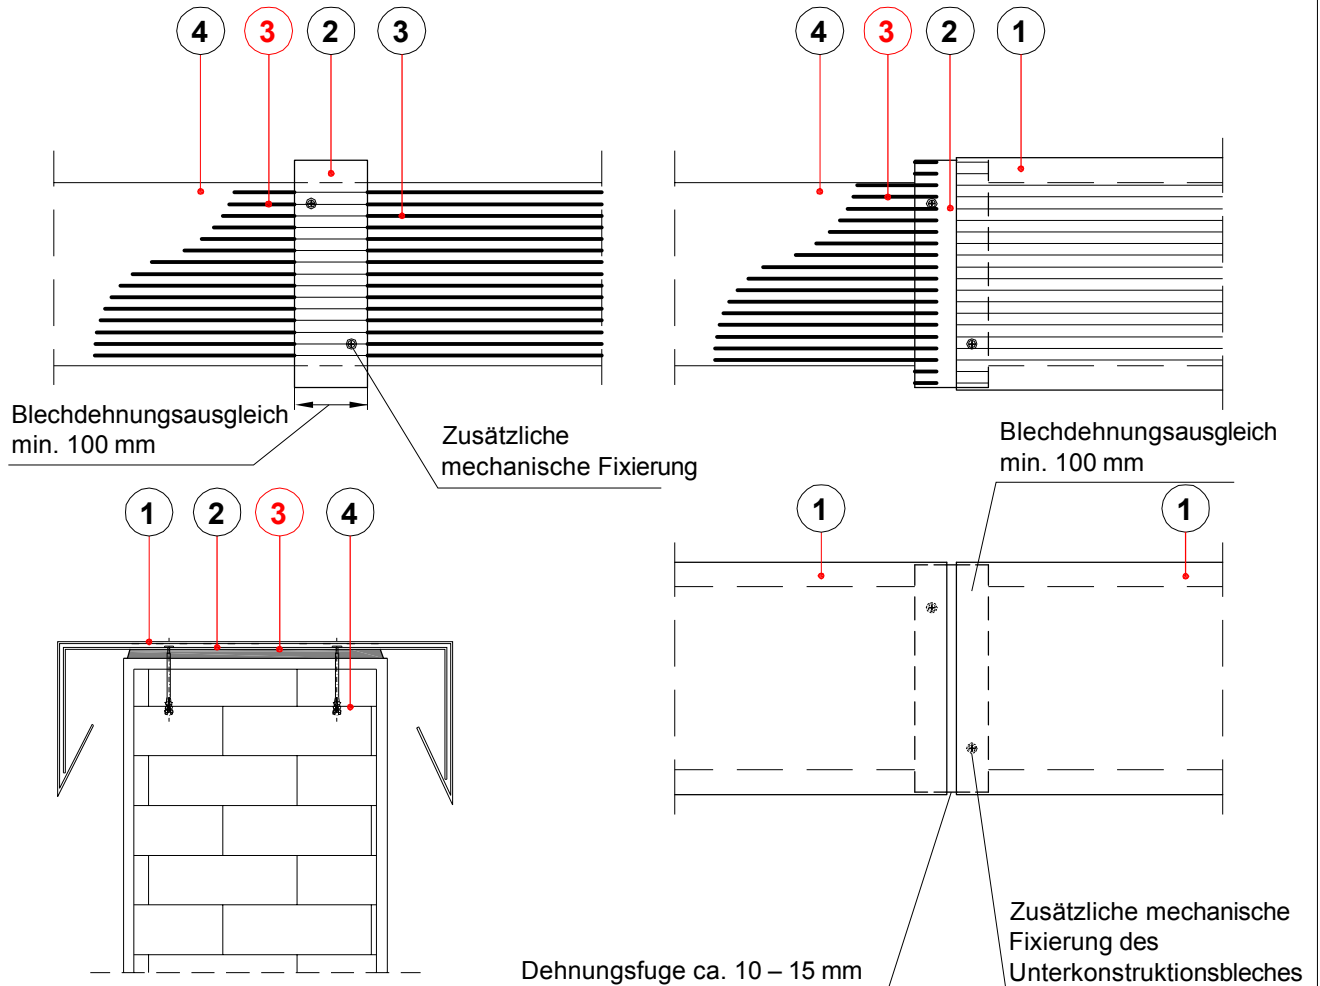 4 3 2 3
4 3 2 1
Blechdehnungsausgleich
min. 100 mm
Zusätzliche
mechanische Fixierung
Blechdehnungsausgleich
min. 100 mm
1 2 3 4
1 1
Zusätzliche mechanische
Fixierung des
Unterkonstruktionsbleches
Dehnungsfuge ca. 10 – 15 mm